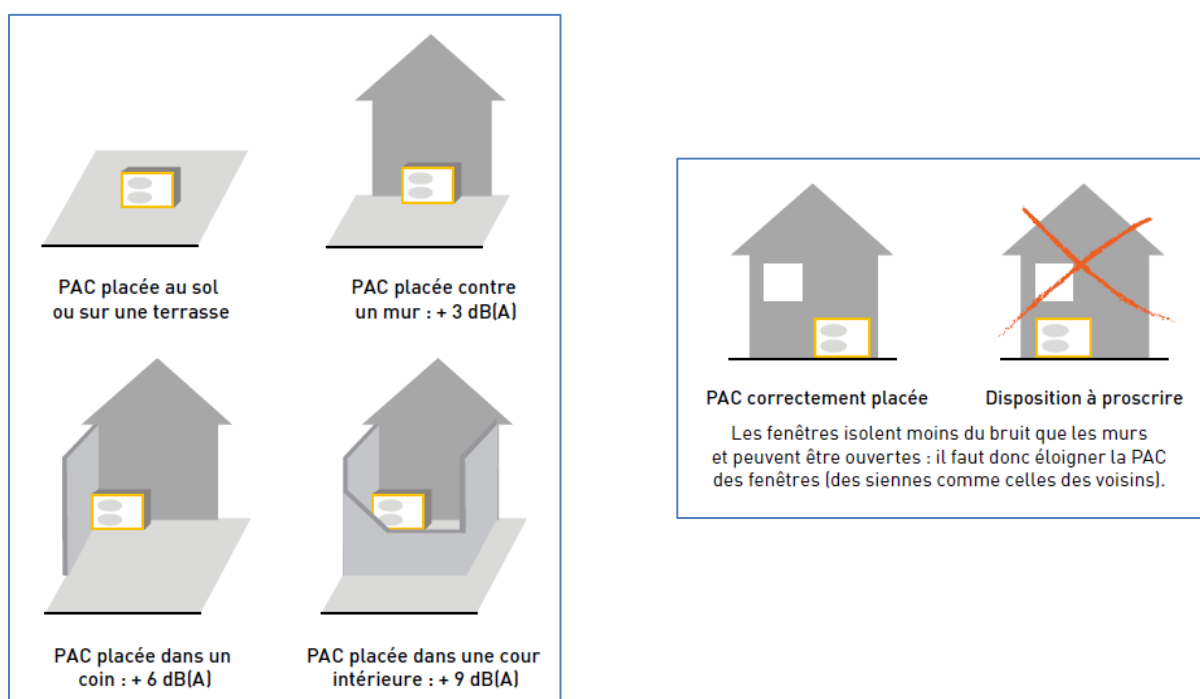 PAC placée au sol
ou sur une terrasse
PAC placée contre
un mur : + 3 dB(A)
PAC placée dans un
coin : + 6 dB(A)
PAC placée dans une cour
intérieure : + 9 dB(A)
PAC correctement placée
Disposition à proscrire
Les fenêtres isolent moins du bruit que les murs
et peuvent être ouvertes : il faut donc éloigner la PAC
des fenêtres (des siennes comme celles des voisins).